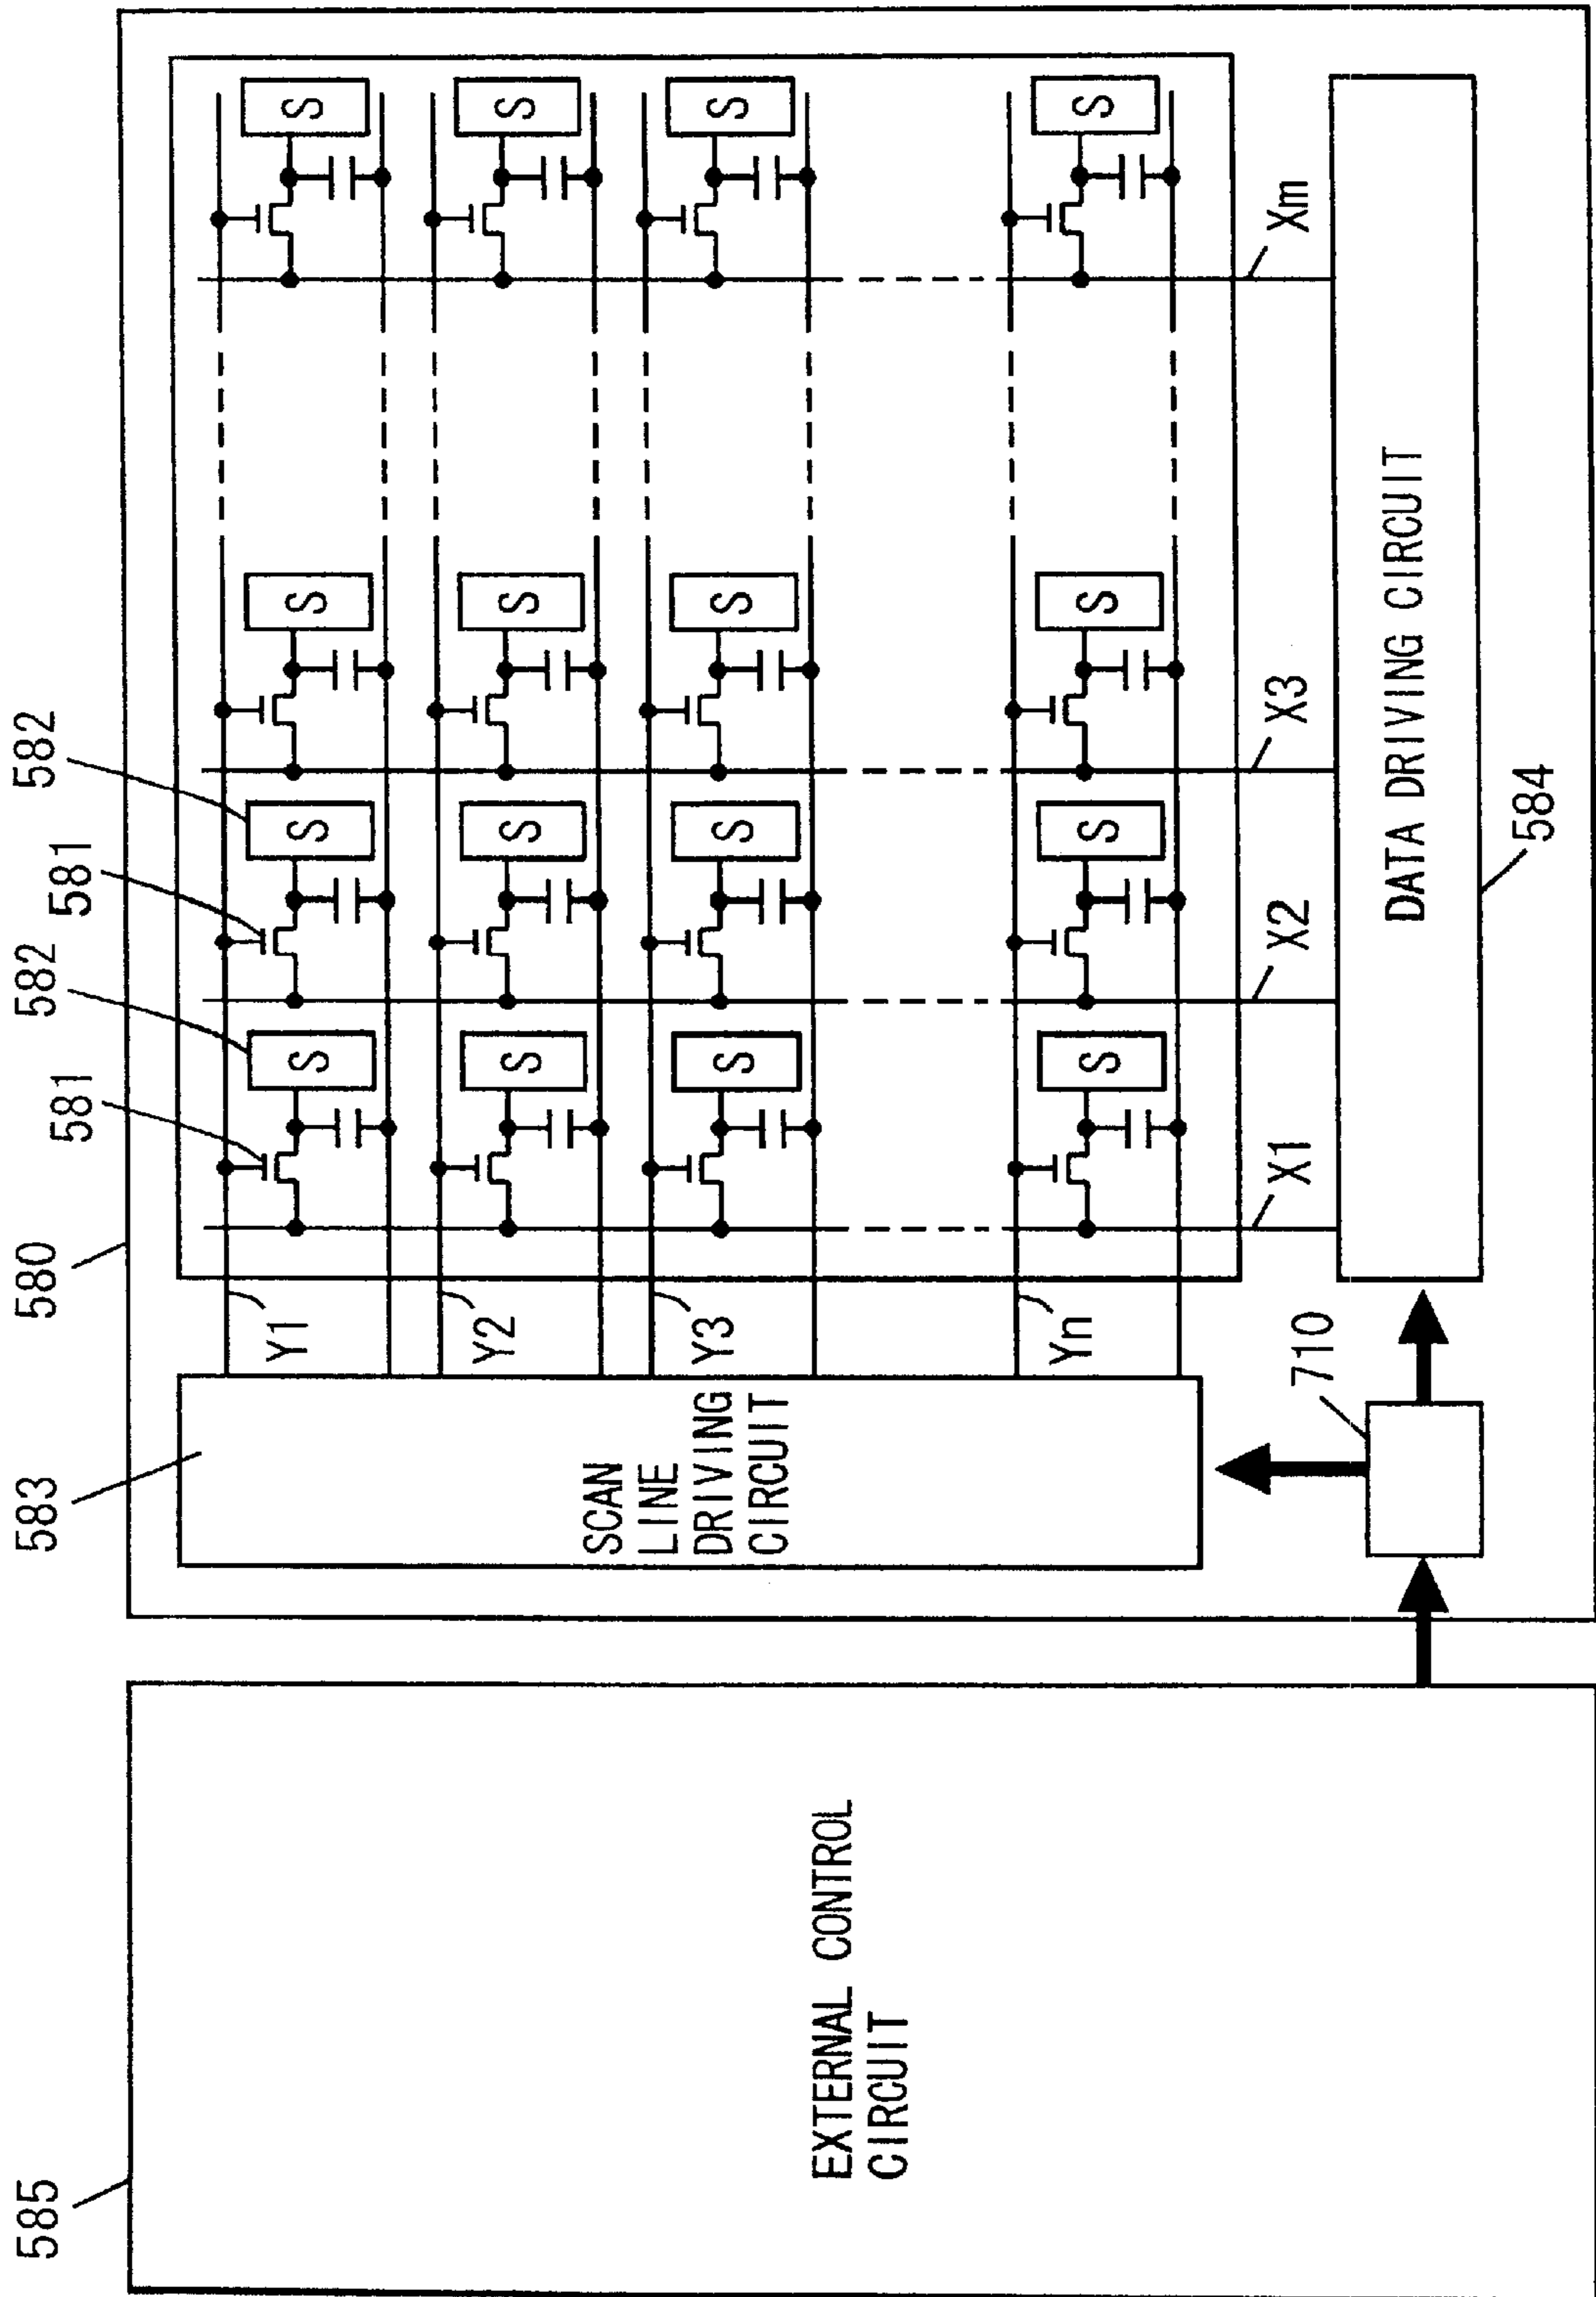 585
583
580
581
582
581
582
EXTERNAL CONTROL
CIRCUIT
SCAN
LINE
DRIVING
CIRCUIT
Y1
Y2
Y3
Yn
S S S S
S S S S
S S S S
S S S S
X1
X2
X3
Xm
710
DATA DRIVING CIRCUIT
584